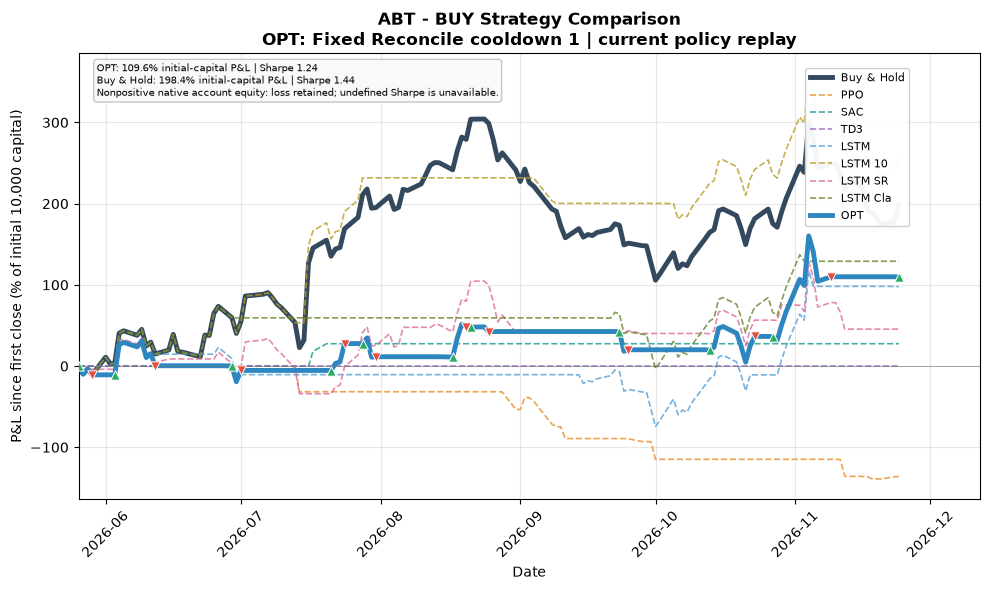 ABT - BUY Strategy Comparison
OPT: Fixed Reconcile cooldown 1 | current policy replay
OPT: 109.6% initial-capital P&L | Sharpe 1.24
Buy & Hold: 198.4% initial-capital P&L | Sharpe 1.44
Nonpositive native account equity: loss retained; undefined Sharpe is unavailable.
Buy & Hold
PPO
SAC
TD3
LSTM
LSTM 10
LSTM SR
LSTM Cla
OPT
P&L since first close (% of initial 10,000 capital)
300
200
100
0
−100
2026-06
2026-07
2026-08
2026-09
2026-10
2026-11
2026-12
Date